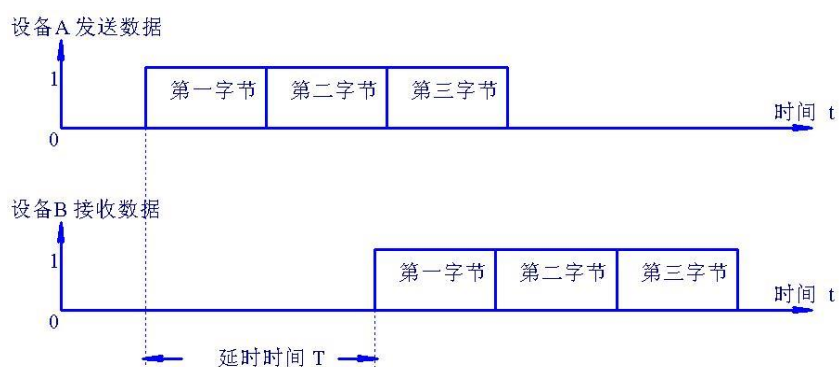 设备A 发送数据
1
第一字节 第二字节 第三字节
时间 t
0
设备B 接收数据
1
第一字节 第二字节 第三字节
时间 t
0
延时时间 T